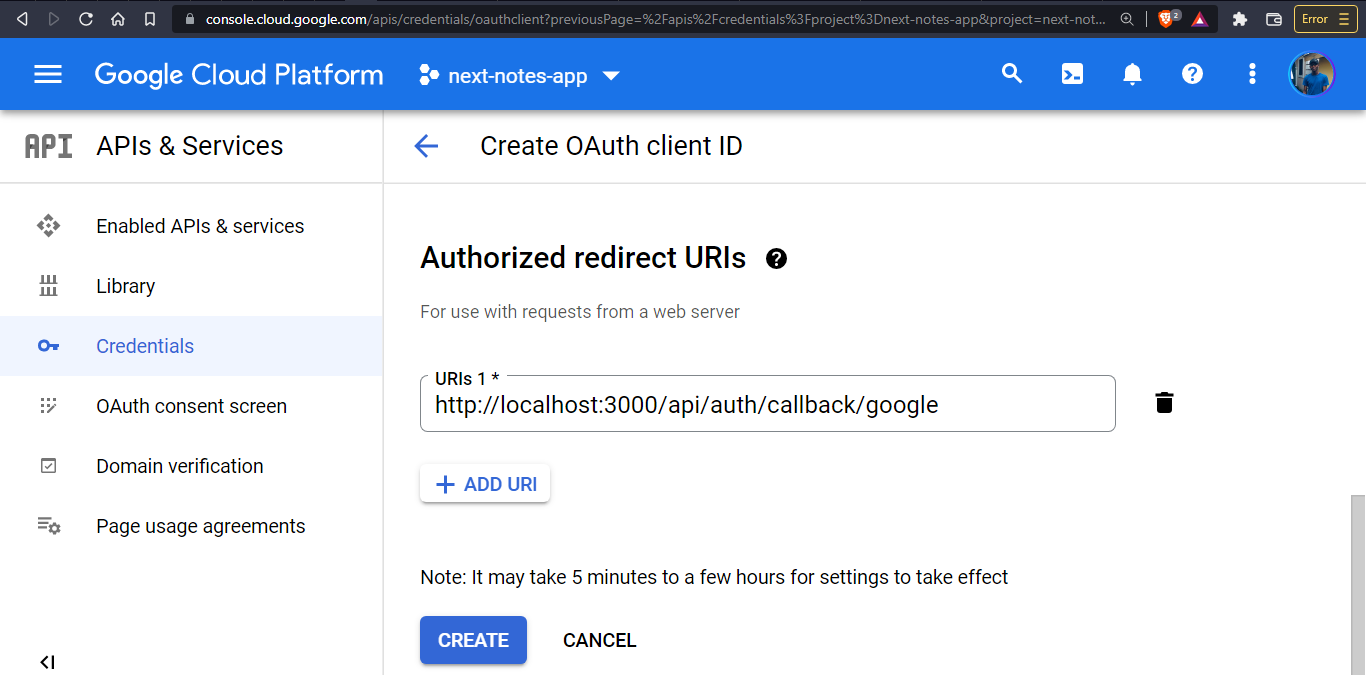 console.cloud.google.com/apis/credentials/oauthclient?previousPage=%2Fapis%2Fcredentials%3Fproject%3Dnext-notes-app&project=next-not...
2
Error
Google Cloud Platform
next-notes-app
API
APIs & Services
Create OAuth client ID
Enabled APIs & services
Library
Credentials
OAuth consent screen
Domain verification
Page usage agreements
Authorized redirect URIs
For use with requests from a web server
URIs 1 *
http://localhost:3000/api/auth/callback/google
ADD URI
Note: It may take 5 minutes to a few hours for settings to take effect
CREATE
CANCEL